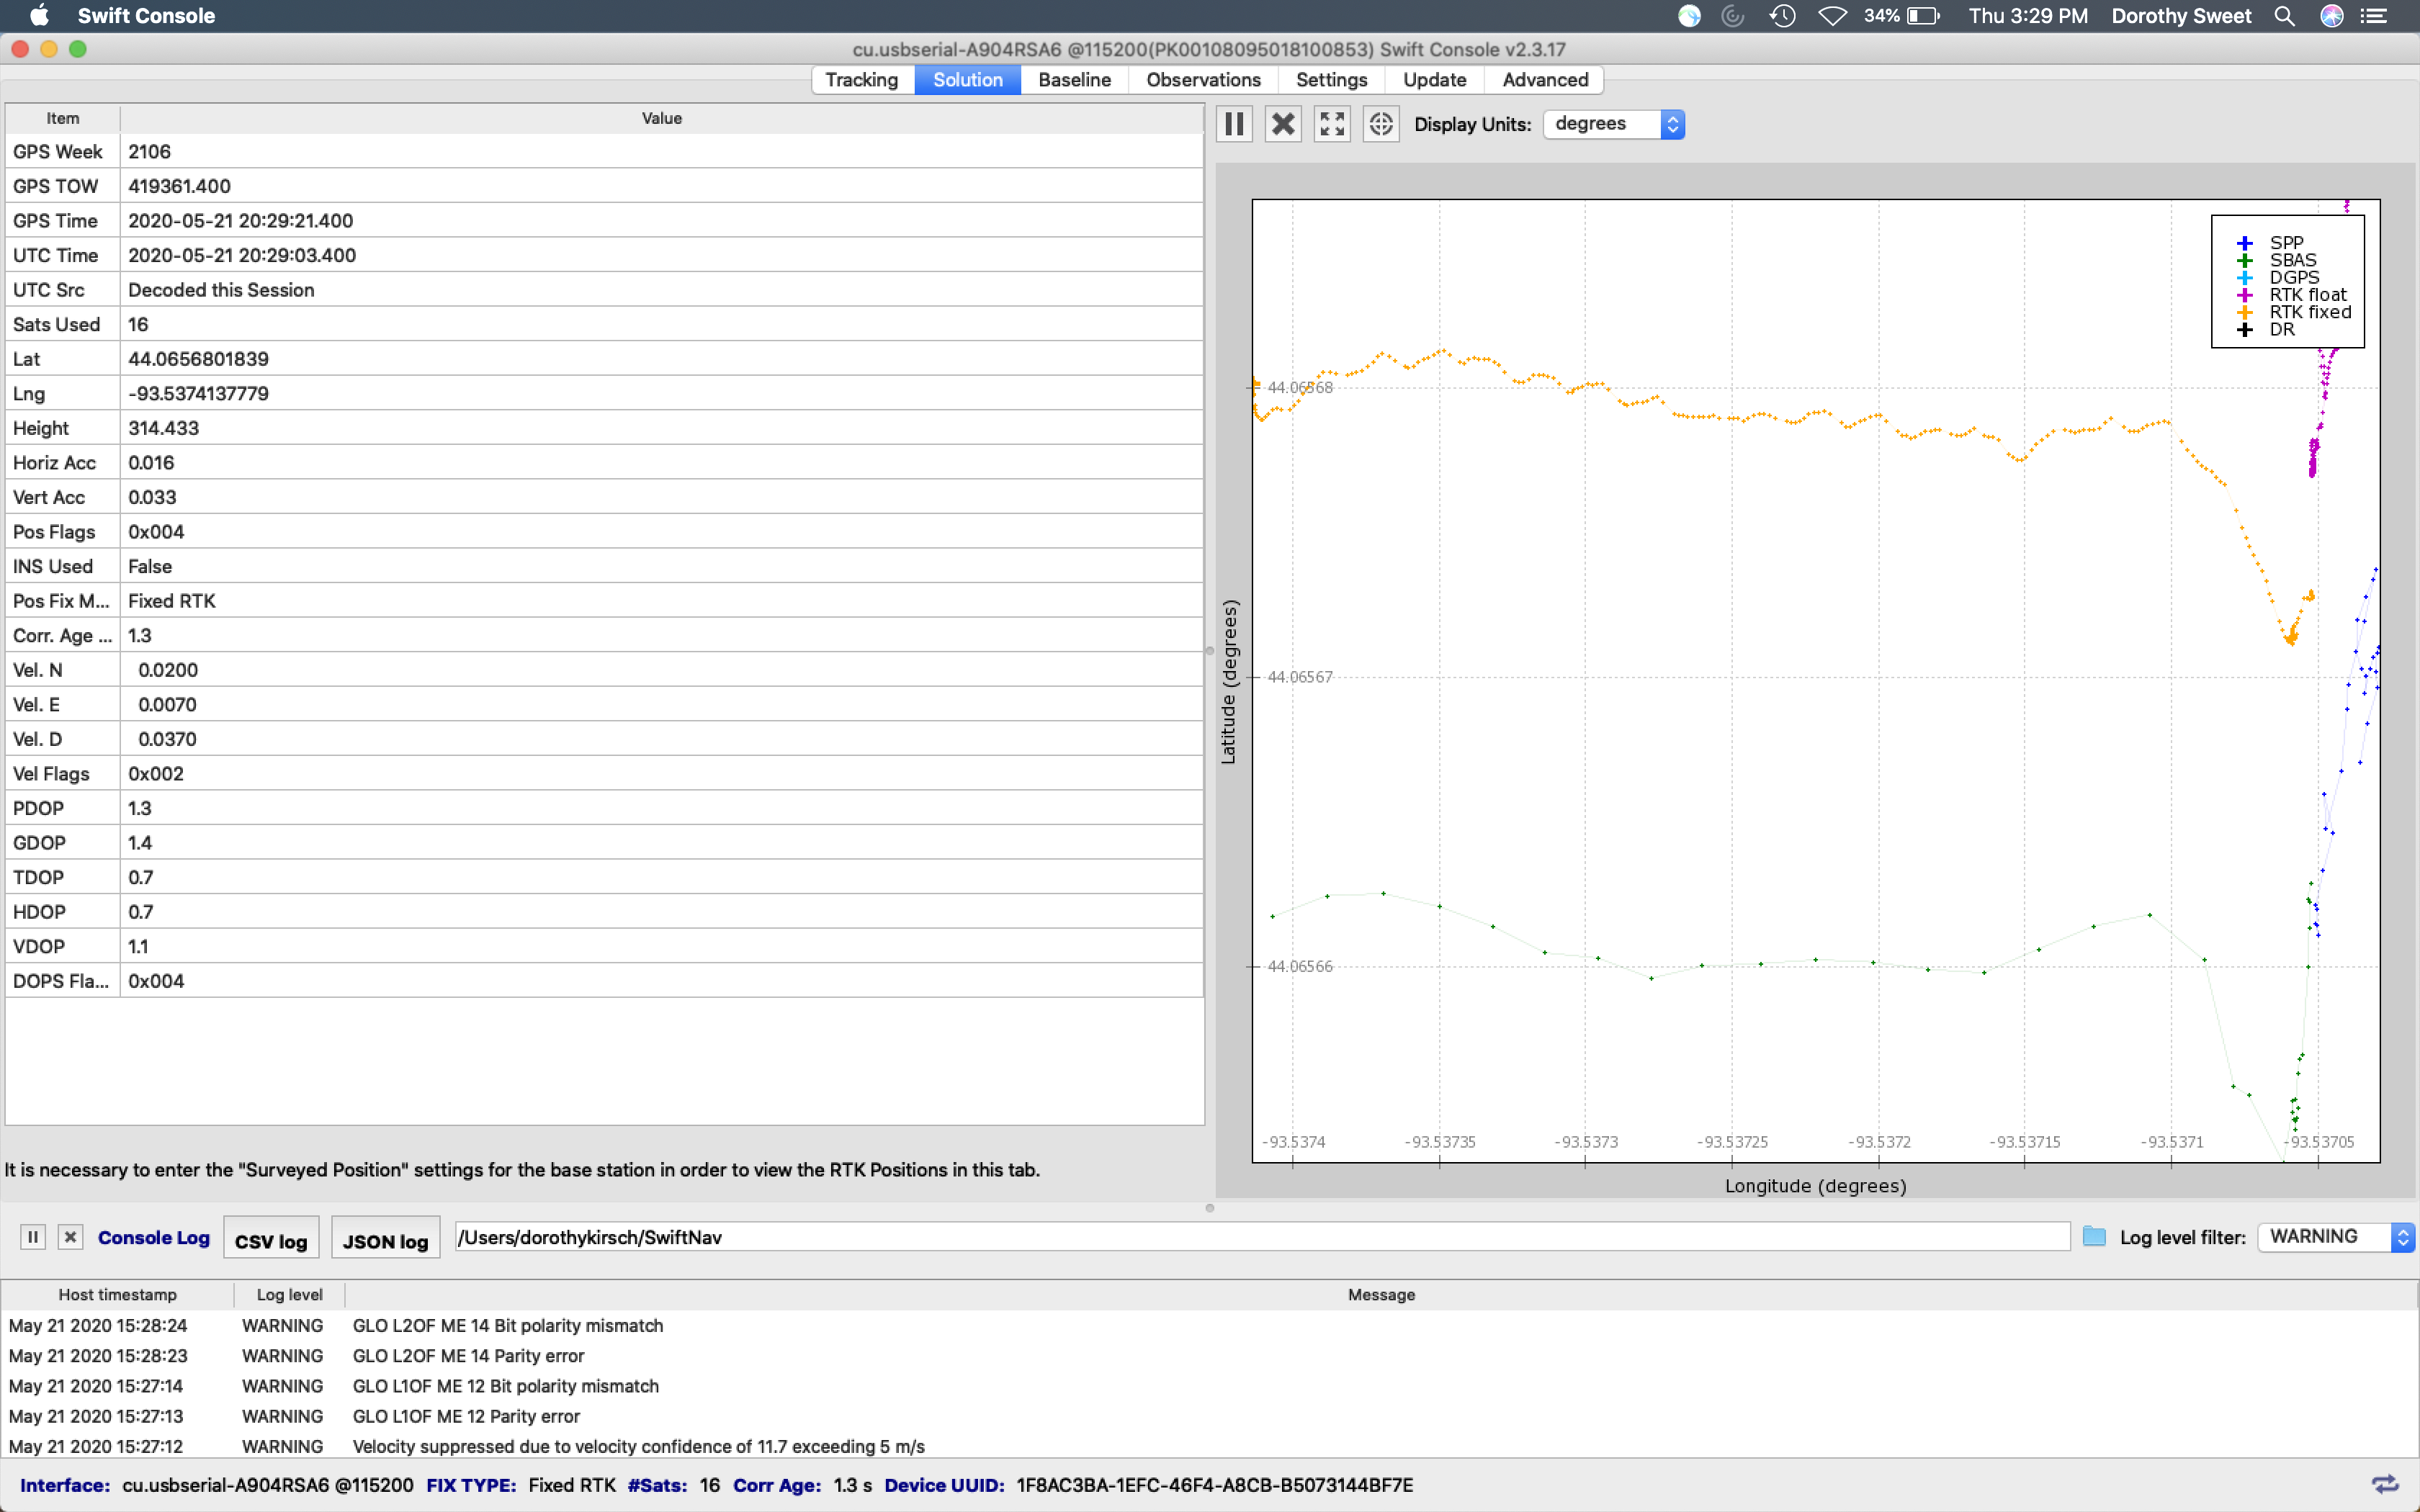 Swift Console 34% Thu 3:29 PM Dorothy Sweet
cu.usbserial-A904RSA6 @115200(PK00108095018100853) Swift Console v2.3.17
Tracking Solution Baseline Observations Settings Update Advanced
Item Value
GPS Week 2106
GPS TOW 419361.400
GPS Time 2020-05-21 20:29:21.400
UTC Time 2020-05-21 20:29:03.400
UTC Src Decoded this Session
Sats Used 16
Lat 44.0656801839
Lng -93.5374137779
Height 314.433
Horiz Acc 0.016
Vert Acc 0.033
Pos Flags 0x004
INS Used False
Pos Fix M... Fixed RTK
Corr. Age ... 1.3
Vel. N 0.0200
Vel. E 0.0070
Vel. D 0.0370
Vel Flags 0x002
PDOP 1.3
GDOP 1.4
TDOP 0.7
HDOP 0.7
VDOP 1.1
DOPS Fla... 0x004
It is necessary to enter the "Surveyed Position" settings for the base station in order to view the RTK Positions in this tab.
Display Units: degrees
SPP
SBAS
DGPS
RTK float
RTK fixed
DR
44.06568
44.06567
44.06566
Latitude (degrees)
-93.5374 -93.53735 -93.5373 -93.53725 -93.5372 -93.53715 -93.5371 -93.53705
Longitude (degrees)
Console Log CSV log JSON log /Users/dorothykirsch/SwiftNav Log level filter: WARNING
Host timestamp Log level Message
May 21 2020 15:28:24 WARNING GLO L2OF ME 14 Bit polarity mismatch
May 21 2020 15:28:23 WARNING GLO L2OF ME 14 Parity error
May 21 2020 15:27:14 WARNING GLO L1OF ME 12 Bit polarity mismatch
May 21 2020 15:27:13 WARNING GLO L1OF ME 12 Parity error
May 21 2020 15:27:12 WARNING Velocity suppressed due to velocity confidence of 11.7 exceeding 5 m/s
Interface: cu.usbserial-A904RSA6 @115200 FIX TYPE: Fixed RTK #Sats: 16 Corr Age: 1.3 s Device UUID: 1F8AC3BA-1EFC-46F4-A8CB-B5073144BF7E